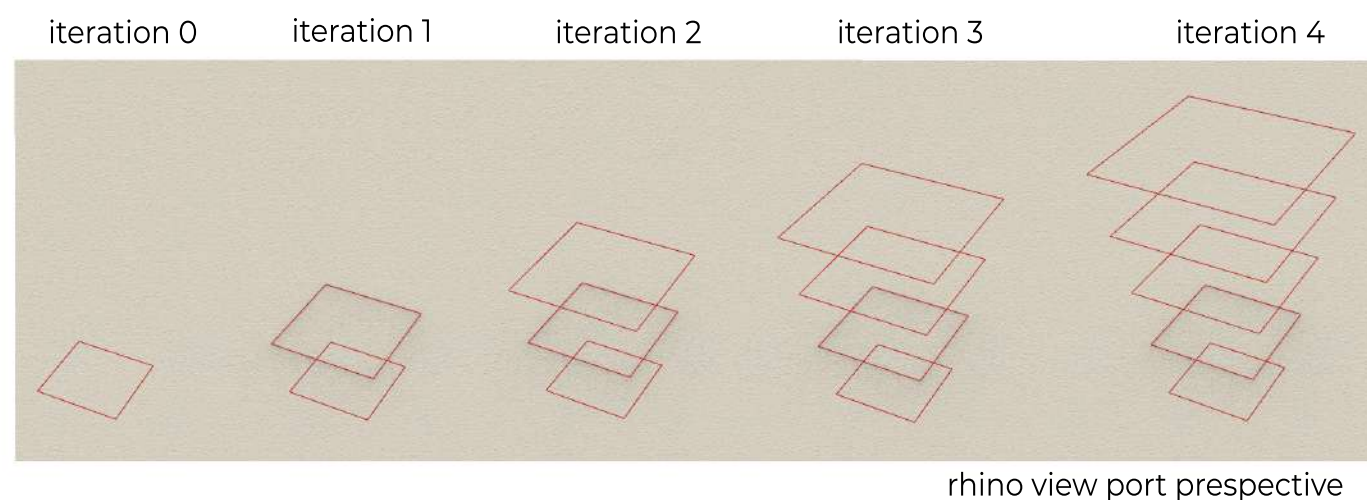 iteration 0 iteration 1 iteration 2 iteration 3 iteration 4
rhino view port prespective